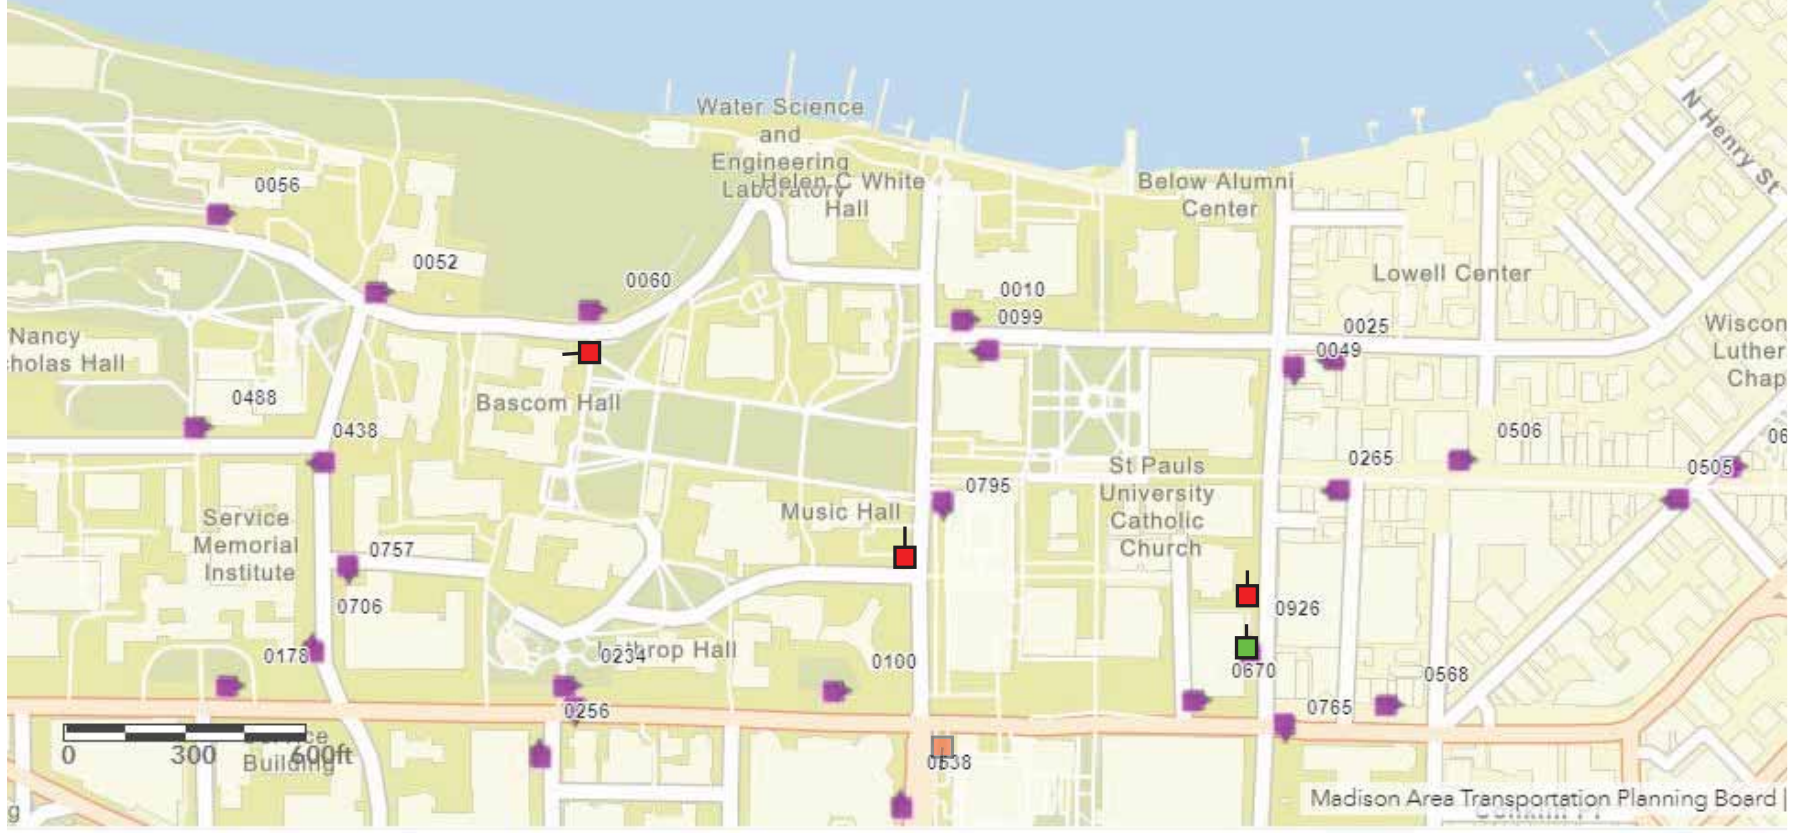 Water Science
and
Engineering
Laboratory
Helen C White
Hall
Below Alumni
Center
N Henry St
0056
0052
0060
0010
0099
Lowell Center
0025
0049
Nancy
cholas Hall
Wiscon
Luther
Chap
0488
0438
Bascom Hall
0506
0265
0505
06
St Pauls
University
Catholic
Church
0795
Music Hall
Service
Memorial
Institute
0757
0706
0926
0178
0234
Lathrop Hall
0100
0670
0568
0256
0765
0 300 600ft
Building
0538
Madison Area Transportation Planning Board |
g